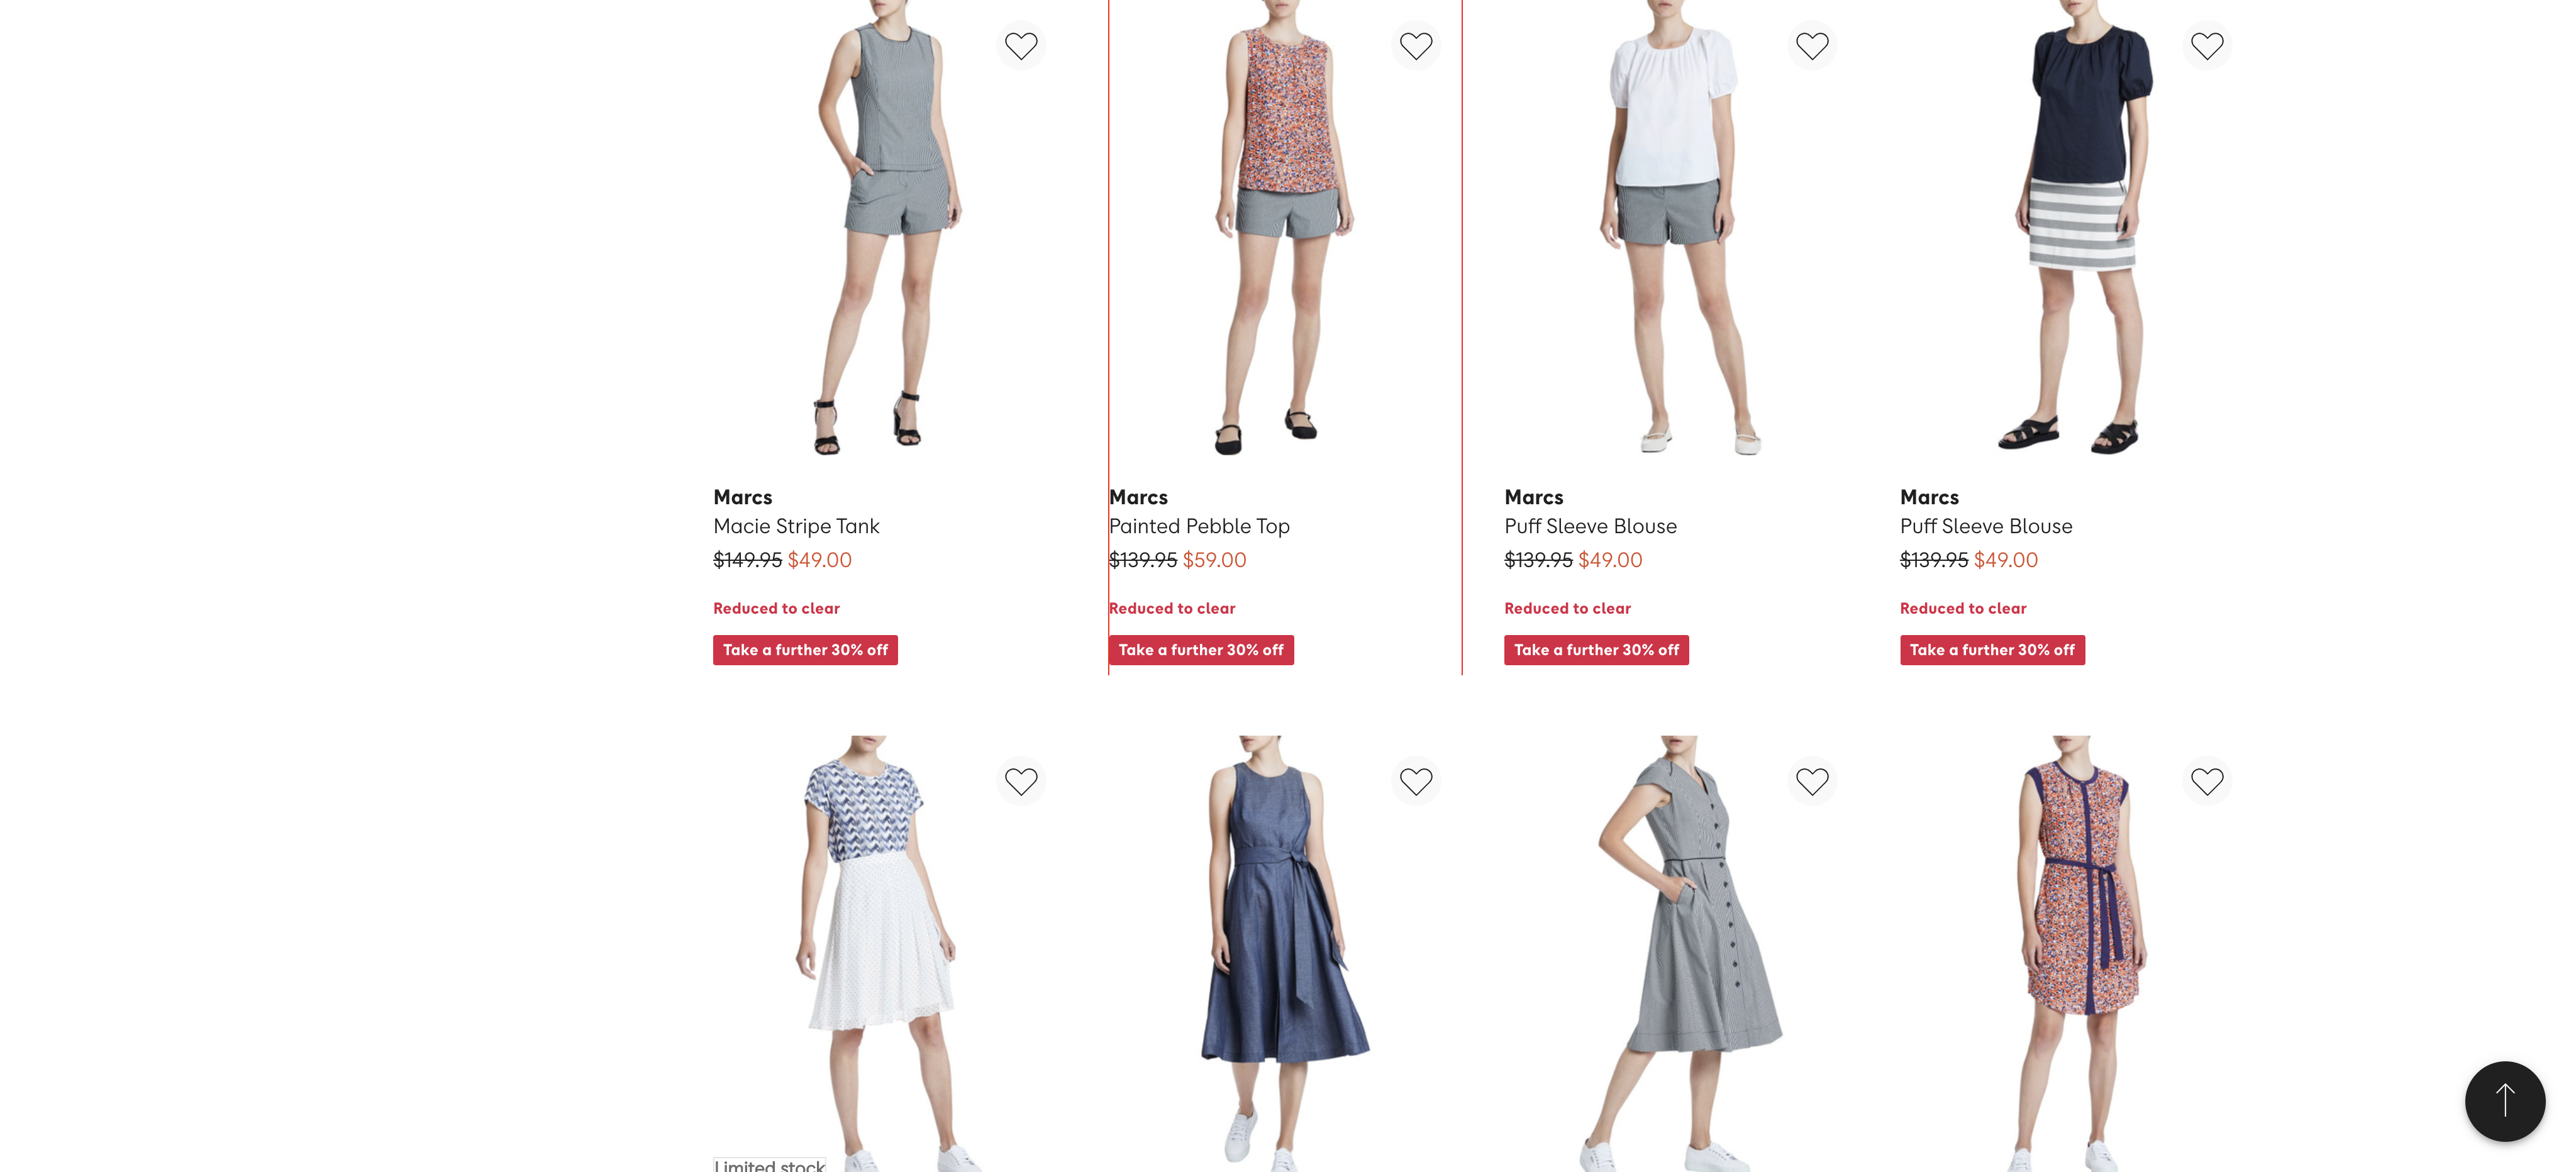 Marcs
Macie Stripe Tank
$149.95 $49.00
Reduced to clear
Take a further 30% off
Marcs
Painted Pebble Top
$139.95 $59.00
Reduced to clear
Take a further 30% off
Marcs
Puff Sleeve Blouse
$139.95 $49.00
Reduced to clear
Take a further 30% off
Marcs
Puff Sleeve Blouse
$139.95 $49.00
Reduced to clear
Take a further 30% off
Limited stock